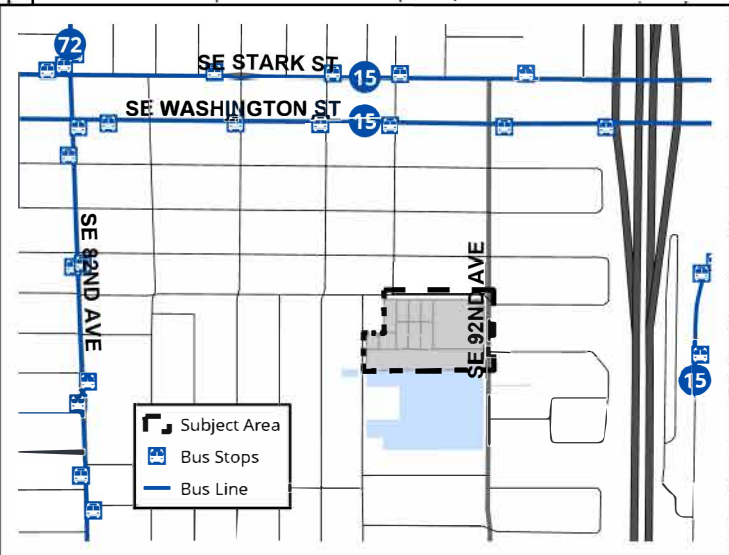 72
SE STARK ST
15
SE WASHINGTON ST
15
SE 82ND AVE
SE 92ND AVE
15
Subject Area
Bus Stops
Bus Line